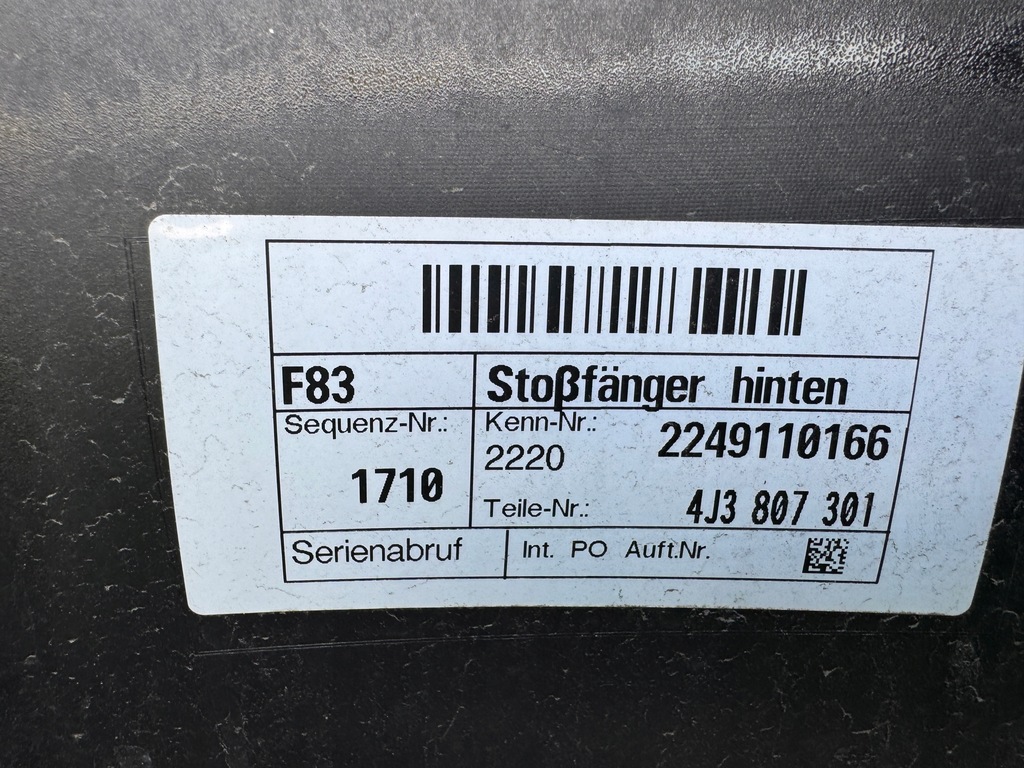 F83
Stoßfänger hinten
Sequenz-Nr.:
1710
Kenn-Nr.:
2220
2249110166
Teile-Nr.: 4J3 807 301
Serienabruf
Int. PO Auft.Nr.